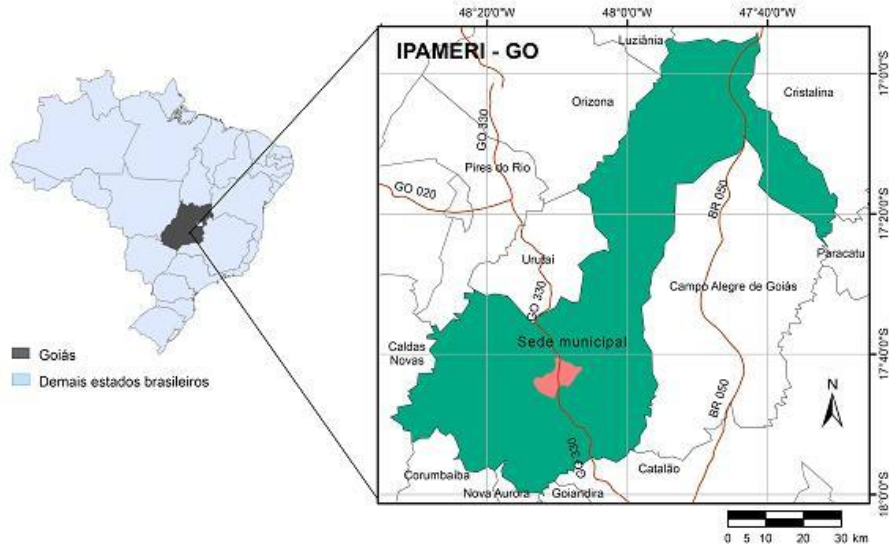 48°20'0"W 48°0'0"W 47°40'0"W
IPAMERI - GO
Luziânia
17°0'0"S
Cristalina
Orizona
GO 330
Pires do Rio
GO 020
BR 050
17°20'0"S
Urutaí
Paracatu
Campo Alegre de Goiás
GO 330
Sede municipal
Caldas
Novas
17°40'0"S
Goiás
Demais estados brasileiros
N
BR 050
GO 330
Corumbaíba
Catalão
Nova Aurora
Goiandira
18°0'0"S
0 5 10 20 30 km